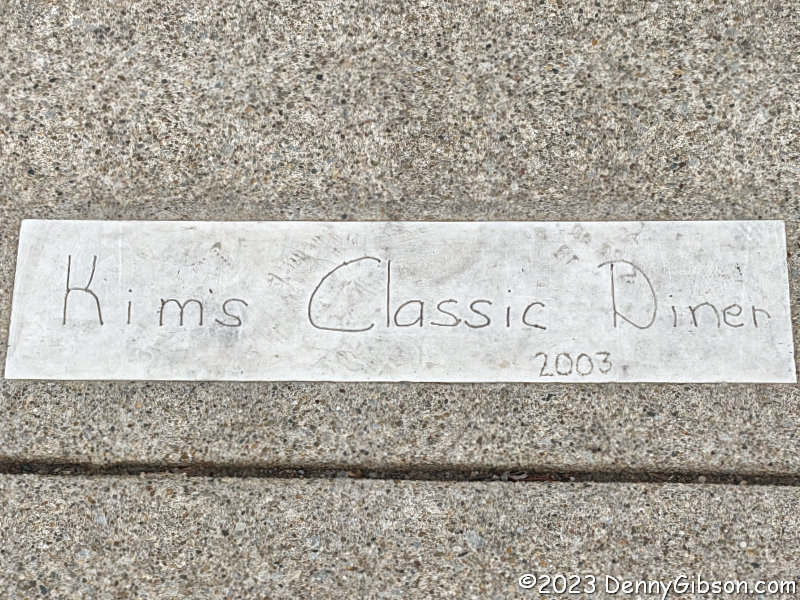 Kim's Classic Diner
2003
©2023 DennyGibson.com